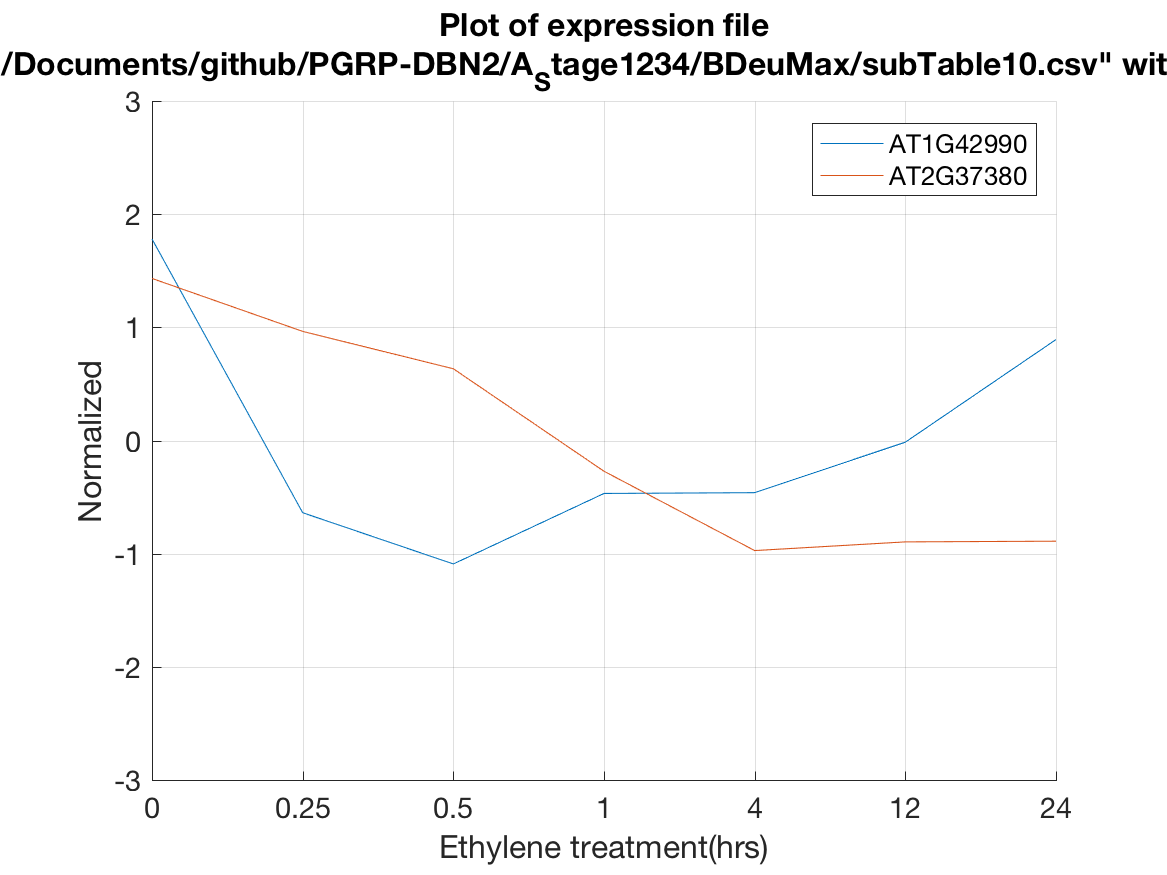 Plot of expression file
/Documents/github/PGRP-DBN2/A_Stage1234/BDeuMax/subTable10.csv" wit
3
2
1
0
-1
-2
-3
Normalized
AT1G42990
AT2G37380
0 0.25 0.5 1 4 12 24
Ethylene treatment(hrs)